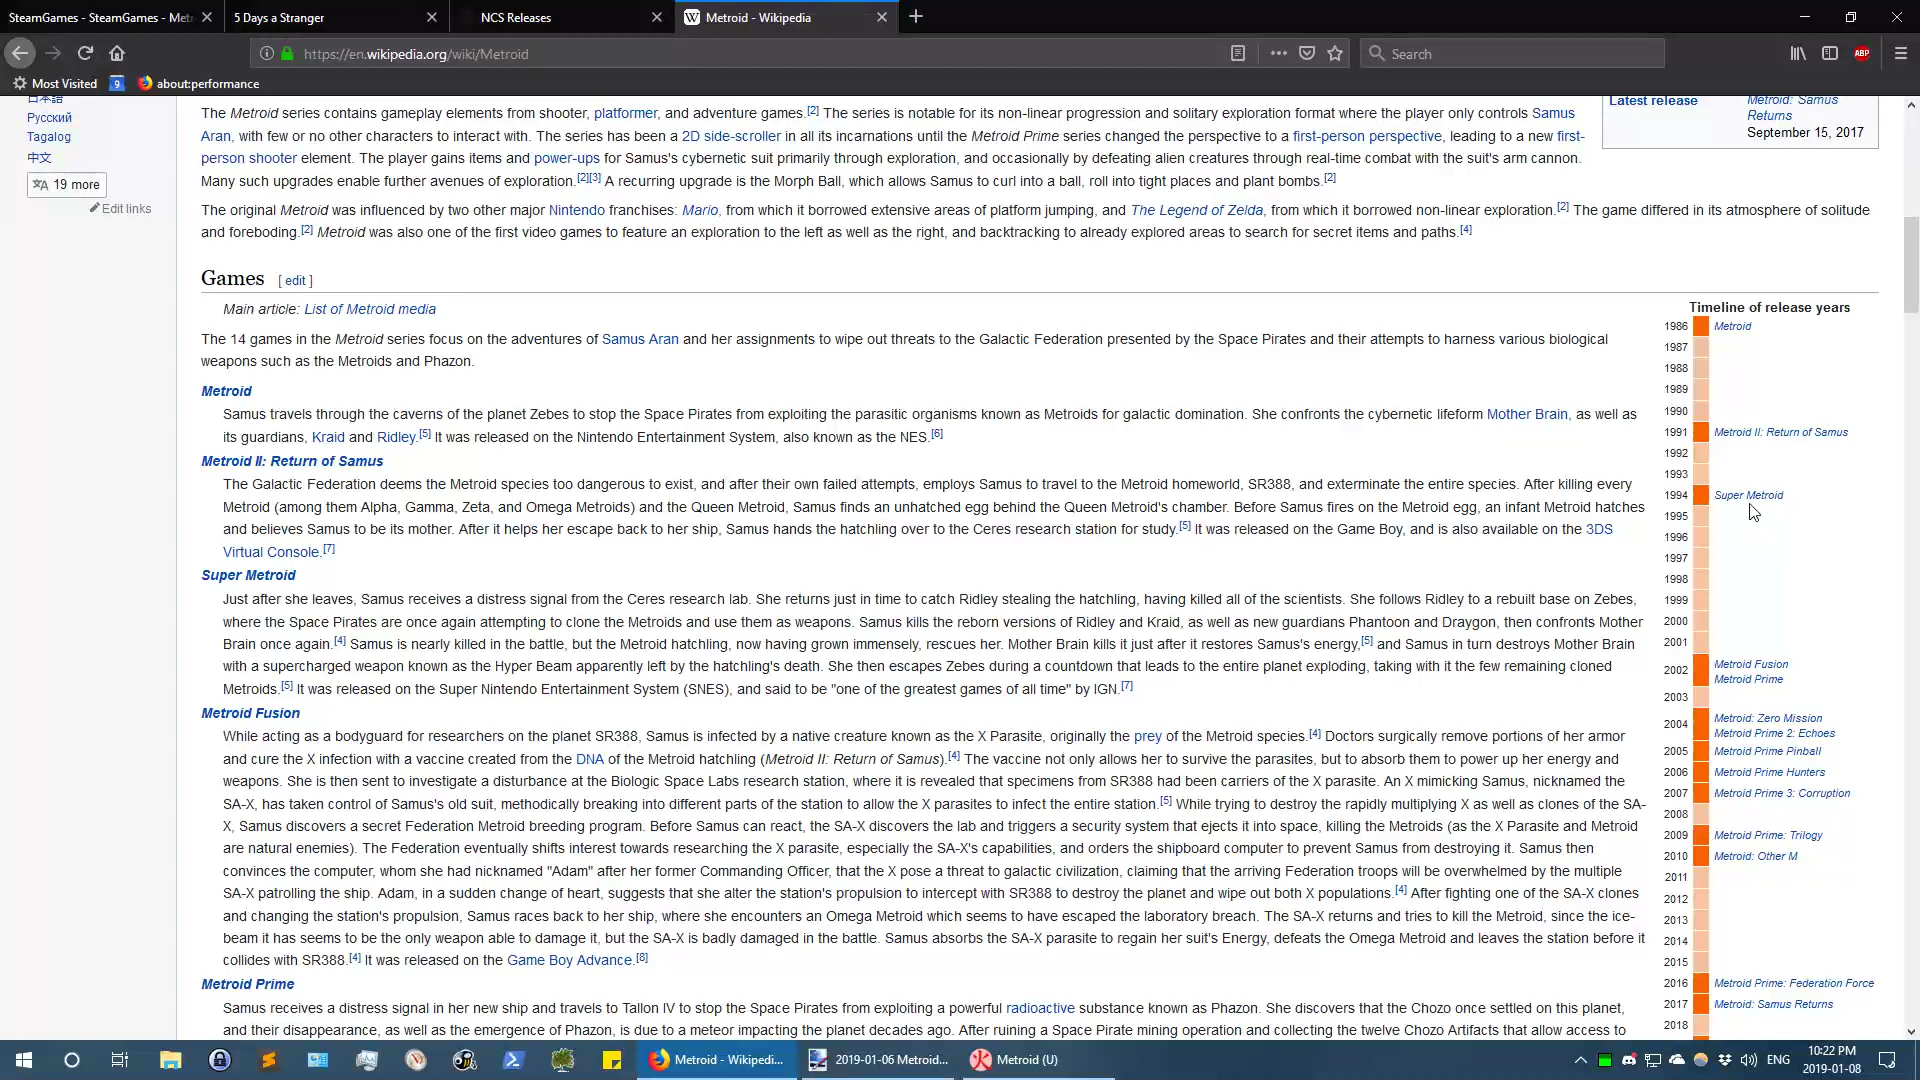 SteamGames - SteamGames - Met
5 Days a Stranger
NCS Releases
Metroid - Wikipedia
https://en.wikipedia.org/wiki/Metroid
Search
Most Visited
9
about:performance
日本語
Русский
Tagalog
中文
19 more
Edit links
The Metroid series contains gameplay elements from shooter, platformer, and adventure games.[2] The series is notable for its non-linear progression and solitary exploration format where the player only controls Samus
Aran, with few or no other characters to interact with. The series has been a 2D side-scroller in all its incarnations until the Metroid Prime series changed the perspective to a first-person perspective, leading to a new first-
person shooter element. The player gains items and power-ups for Samus's cybernetic suit primarily through exploration, and occasionally by defeating alien creatures through real-time combat with the suit's arm cannon.
Many such upgrades enable further avenues of exploration.[2][3] A recurring upgrade is the Morph Ball, which allows Samus to curl into a ball, roll into tight places and plant bombs.[2]
Latest release
Metroid: Samus
Returns
September 15, 2017
The original Metroid was influenced by two other major Nintendo franchises: Mario, from which it borrowed extensive areas of platform jumping, and The Legend of Zelda, from which it borrowed non-linear exploration.[2] The game differed in its atmosphere of solitude
and foreboding.[2] Metroid was also one of the first video games to feature an exploration to the left as well as the right, and backtracking to already explored areas to search for secret items and paths.[4]
Games [ edit ]
Main article: List of Metroid media
The 14 games in the Metroid series focus on the adventures of Samus Aran and her assignments to wipe out threats to the Galactic Federation presented by the Space Pirates and their attempts to harness various biological
weapons such as the Metroids and Phazon.
Metroid
Samus travels through the caverns of the planet Zebes to stop the Space Pirates from exploiting the parasitic organisms known as Metroids for galactic domination. She confronts the cybernetic lifeform Mother Brain, as well as
its guardians, Kraid and Ridley.[5] It was released on the Nintendo Entertainment System, also known as the NES.[6]
Metroid II: Return of Samus
The Galactic Federation deems the Metroid species too dangerous to exist, and after their own failed attempts, employs Samus to travel to the Metroid homeworld, SR388, and exterminate the entire species. After killing every
Metroid (among them Alpha, Gamma, Zeta, and Omega Metroids) and the Queen Metroid, Samus finds an unhatched egg behind the Queen Metroid's chamber. Before Samus fires on the Metroid egg, an infant Metroid hatches
and believes Samus to be its mother. After it helps her escape back to her ship, Samus hands the hatchling over to the Ceres research station for study.[5] It was released on the Game Boy, and is also available on the 3DS
Virtual Console.[7]
Super Metroid
Just after she leaves, Samus receives a distress signal from the Ceres research lab. She returns just in time to catch Ridley stealing the hatchling, having killed all of the scientists. She follows Ridley to a rebuilt base on Zebes,
where the Space Pirates are once again attempting to clone the Metroids and use them as weapons. Samus kills the reborn versions of Ridley and Kraid, as well as new guardians Phantoon and Draygon, then confronts Mother
Brain once again.[4] Samus is nearly killed in the battle, but the Metroid hatchling, now having grown immensely, rescues her. Mother Brain kills it just after it restores Samus's energy,[5] and Samus in turn destroys Mother Brain
with a supercharged weapon known as the Hyper Beam apparently left by the hatchling's death. She then escapes Zebes during a countdown that leads to the entire planet exploding, taking with it the few remaining cloned
Metroids.[5] It was released on the Super Nintendo Entertainment System (SNES), and said to be "one of the greatest games of all time" by IGN.[7]
Metroid Fusion
While acting as a bodyguard for researchers on the planet SR388, Samus is infected by a native creature known as the X Parasite, originally the prey of the Metroid species.[4] Doctors surgically remove portions of her armor
and cure the X infection with a vaccine created from the DNA of the Metroid hatchling (Metroid II: Return of Samus).[4] The vaccine not only allows her to survive the parasites, but to absorb them to power up her energy and
weapons. She is then sent to investigate a disturbance at the Biologic Space Labs research station, where it is revealed that specimens from SR388 had been carriers of the X parasite. An X mimicking Samus, nicknamed the
SA-X, has taken control of Samus's old suit, methodically breaking into different parts of the station to allow the X parasites to infect the entire station.[5] While trying to destroy the rapidly multiplying X as well as clones of the SA-
X, Samus discovers a secret Federation Metroid breeding program. Before Samus can react, the SA-X discovers the lab and triggers a security system that ejects it into space, killing the Metroids (as the X Parasite and Metroid
are natural enemies). The Federation eventually shifts interest towards researching the X parasite, especially the SA-X's capabilities, and orders the shipboard computer to prevent Samus from destroying it. Samus then
convinces the computer, whom she had nicknamed "Adam" after her former Commanding Officer, that the X pose a threat to galactic civilization, claiming that the arriving Federation troops will be overwhelmed by the multiple
SA-X patrolling the ship. Adam, in a sudden change of heart, suggests that she alter the station's propulsion to intercept with SR388 to destroy the planet and wipe out both X populations.[4] After fighting one of the SA-X clones
and changing the station's propulsion, Samus races back to her ship, where she encounters an Omega Metroid which seems to have escaped the laboratory breach. The SA-X returns and tries to kill the Metroid, since the ice-
beam it has seems to be the only weapon able to damage it, but the SA-X is badly damaged in the battle. Samus absorbs the SA-X parasite to regain her suit's Energy, defeats the Omega Metroid and leaves the station before it
collides with SR388.[4] It was released on the Game Boy Advance.[8]
Metroid Prime
Samus receives a distress signal in her new ship and travels to Tallon IV to stop the Space Pirates from exploiting a powerful radioactive substance known as Phazon. She discovers that the Chozo once settled on this planet,
and their disappearance, as well as the emergence of Phazon, is due to a meteor impacting the planet decades ago. After ruining a Space Pirate mining operation and collecting the twelve Chozo Artifacts that allow access to
Timeline of release years
1986 Metroid
1987
1988
1989
1990
1991 Metroid II: Return of Samus
1992
1993
1994 Super Metroid
1995
1996
1997
1998
1999
2000
2001
2002 Metroid Fusion
Metroid Prime
2003
2004 Metroid: Zero Mission
Metroid Prime 2: Echoes
2005 Metroid Prime Pinball
2006 Metroid Prime Hunters
2007 Metroid Prime 3: Corruption
2008
2009 Metroid Prime: Trilogy
2010 Metroid: Other M
2011
2012
2013
2014
2015
2016 Metroid Prime: Federation Force
2017 Metroid: Samus Returns
2018
Metroid - Wikipedi...
2019-01-06 Metroid...
Metroid (U)
ENG
10:22 PM
2019-01-08
ABP